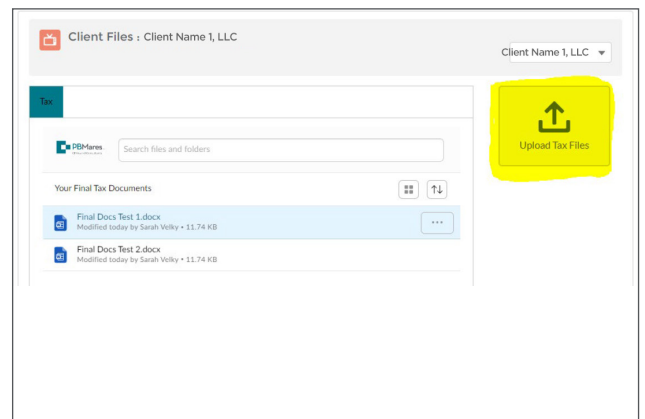 Client Files : Client Name 1, LLC
Client Name 1, LLC
Tax
PBMares
Search files and folders
Upload Tax Files
Your Final Tax Documents
Final Docs Test 1.docx
Modified today by Sarah Velky • 11.74 KB
Final Docs Test 2.docx
Modified today by Sarah Velky • 11.74 KB